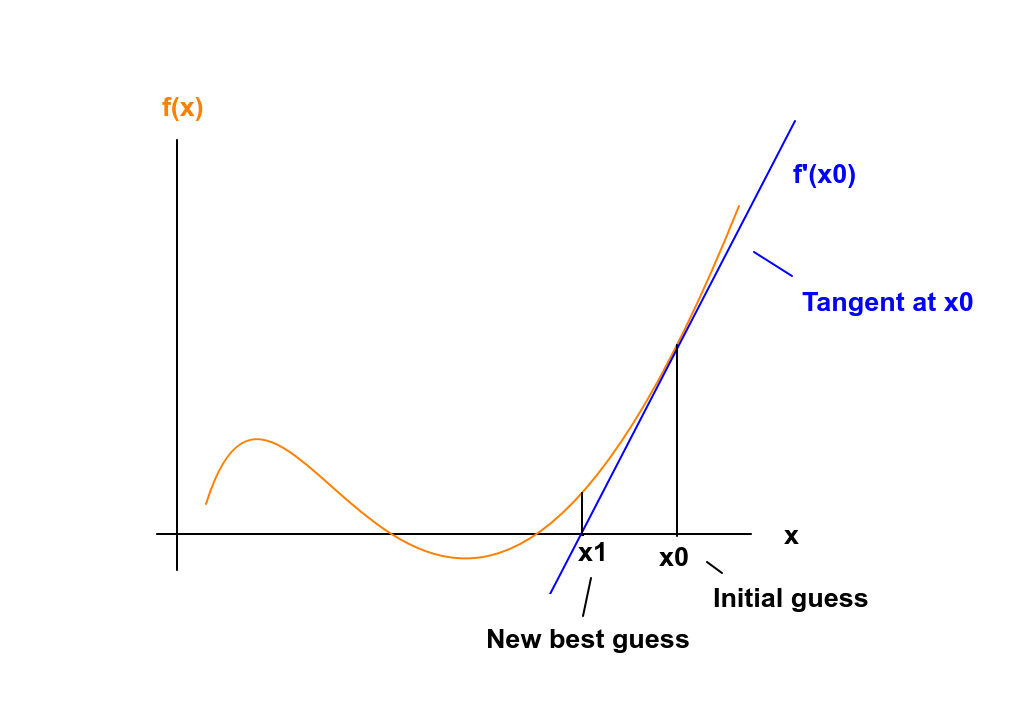 f(x)
f'(x0)
Tangent at x0
x
x1
x0
Initial guess
New best guess